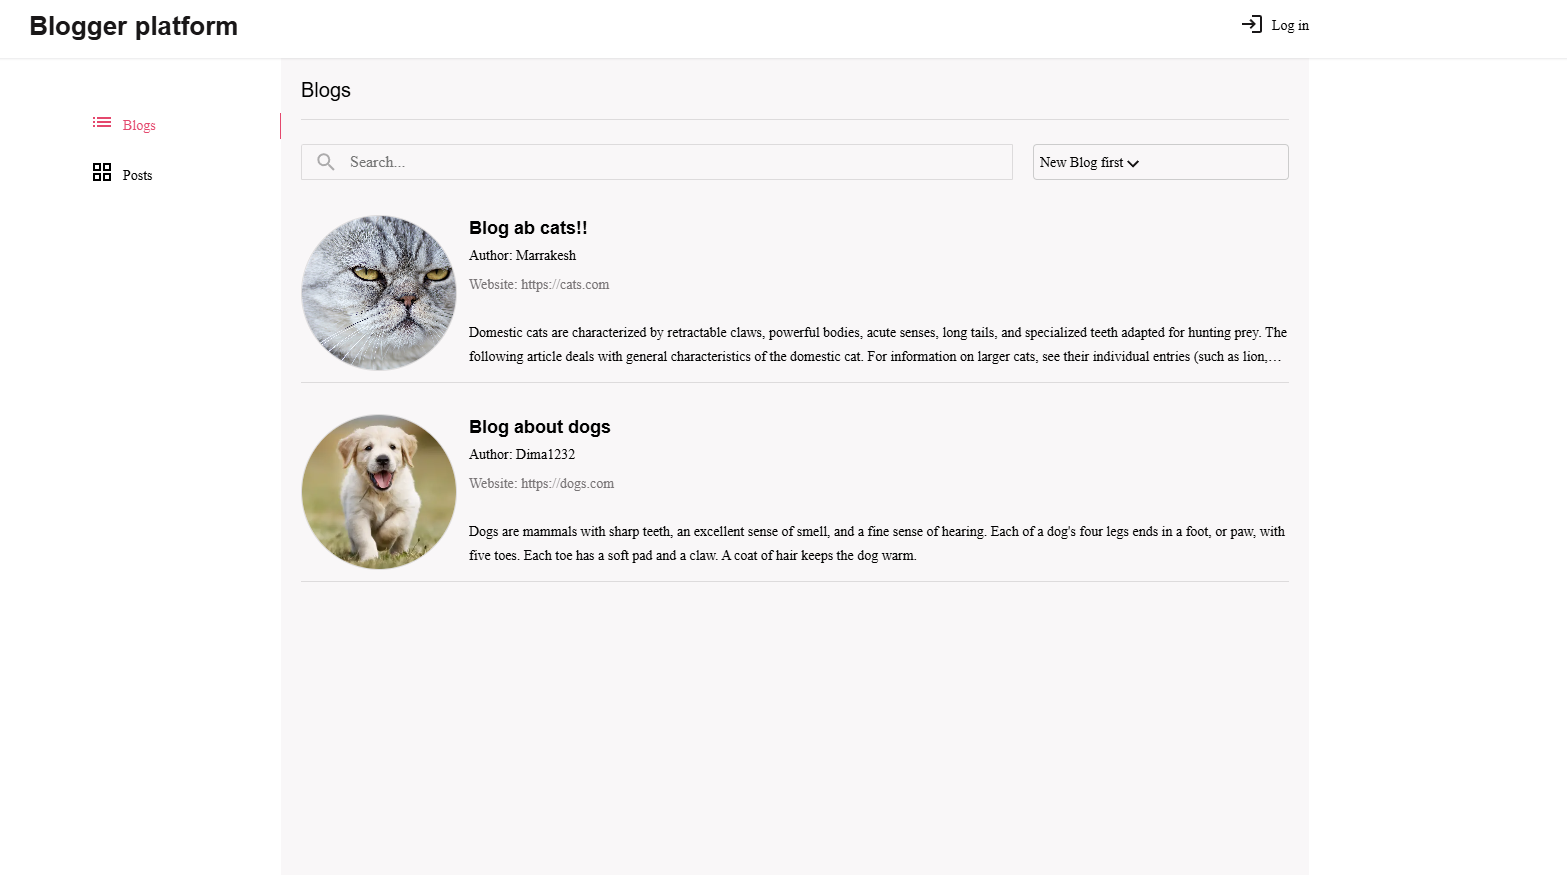 Blogger platform
Log in
Blogs
Posts
Blogs
Search...
New Blog first
Blog ab cats!!
Author: Marrakesh
Website: https://cats.com
Domestic cats are characterized by retractable claws, powerful bodies, acute senses, long tails, and specialized teeth adapted for hunting prey. The
following article deals with general characteristics of the domestic cat. For information on larger cats, see their individual entries (such as lion,…
Blog about dogs
Author: Dima1232
Website: https://dogs.com
Dogs are mammals with sharp teeth, an excellent sense of smell, and a fine sense of hearing. Each of a dog's four legs ends in a foot, or paw, with
five toes. Each toe has a soft pad and a claw. A coat of hair keeps the dog warm.